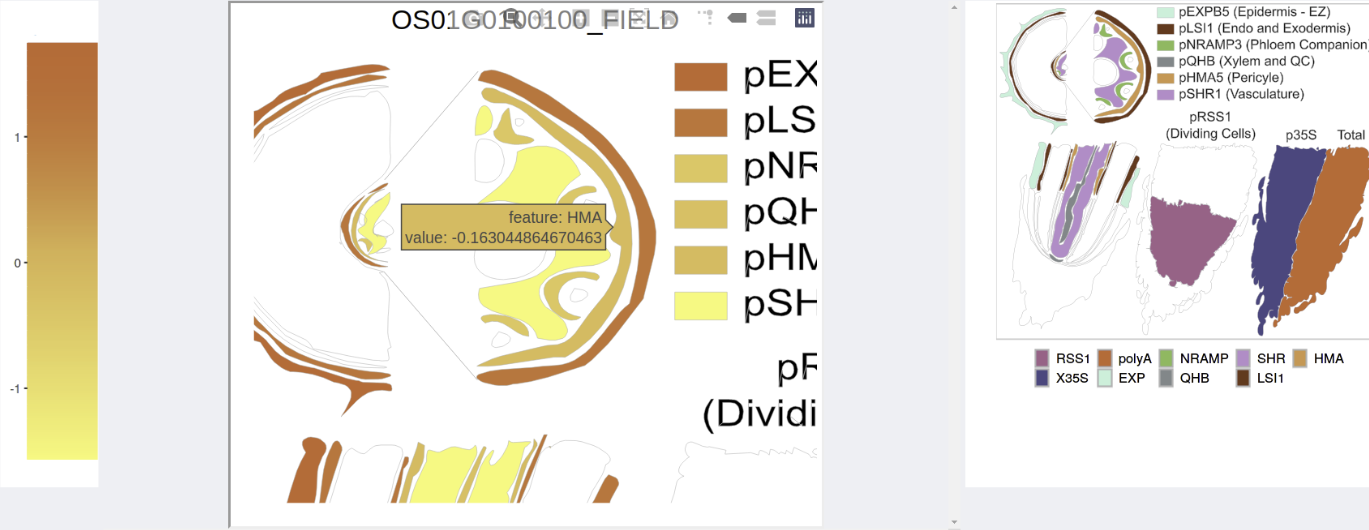 1
0
-1
OS01G0100100_FIELD
pEX
pLS
pNR
pQH
pHM
pSH
feature: HMA
value: -0.163044864670463
pR
(Dividi
pEXPB5 (Epidermis - EZ)
pLSI1 (Endo and Exodermis)
pNRAMP3 (Phloem Companion)
pQHB (Xylem and QC)
pHMA5 (Pericyle)
pSHR1 (Vasculature)
pRSS1
(Dividing Cells)
p35S
Total
RSS1 polyA NRAMP SHR HMA
X35S EXP QHB LSI1